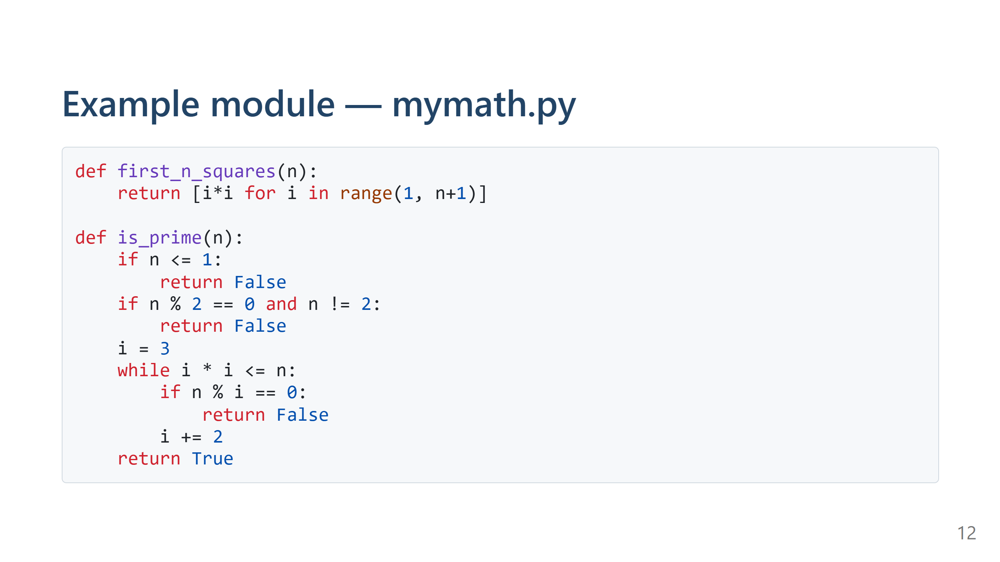 Example module — mymath.py
def first_n_squares(n):
    return [i*i for i in range(1, n+1)]
def is_prime(n):
    if n <= 1:
        return False
    if n % 2 == 0 and n != 2:
        return False
    i = 3
    while i * i <= n:
        if n % i == 0:
            return False
        i += 2
    return True
12